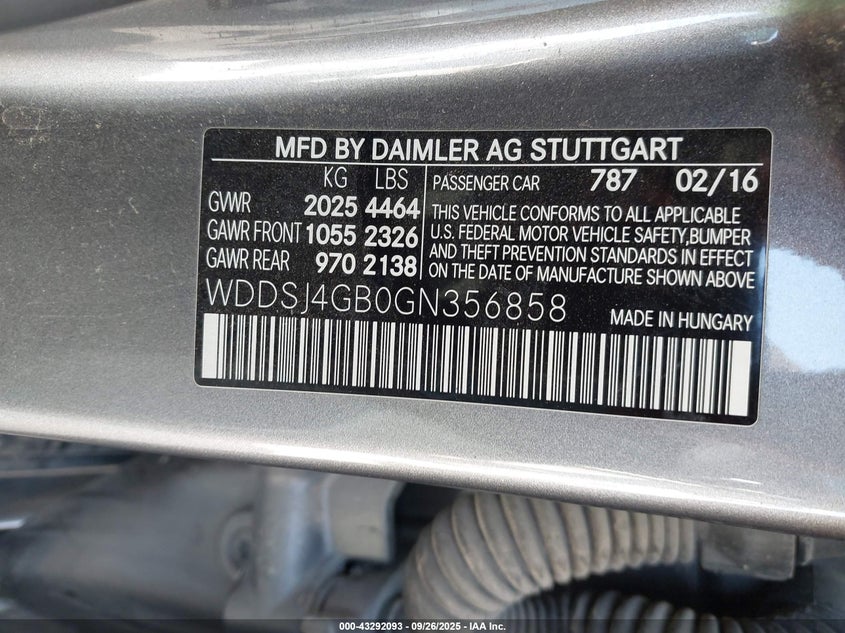 MFD BY DAIMLER AG STUTTGART
KG LBS
GVWR 2025 4464
GAWR FRONT 1055 2326
GAWR REAR 970 2138
PASSENGER CAR 787 02/16
THIS VEHICLE CONFORMS TO ALL APPLICABLE
U.S. FEDERAL MOTOR VEHICLE SAFETY,BUMPER
AND THEFT PREVENTION STANDARDS IN EFFECT
ON THE DATE OF MANUFACTURE SHOWN ABOVE
WDDSJ4GB0GN356858
MADE IN HUNGARY
000-43292093 - 09/26/2025 - IAA Inc.